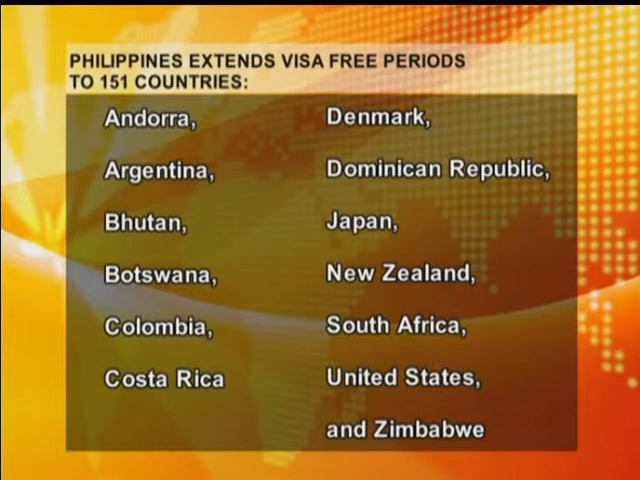 PHILIPPINES EXTENDS VISA FREE PERIODS
TO 151 COUNTRIES:
Andorra,
Argentina,
Bhutan,
Botswana,
Colombia,
Costa Rica
Denmark,
Dominican Republic,
Japan,
New Zealand,
South Africa,
United States,
and Zimbabwe